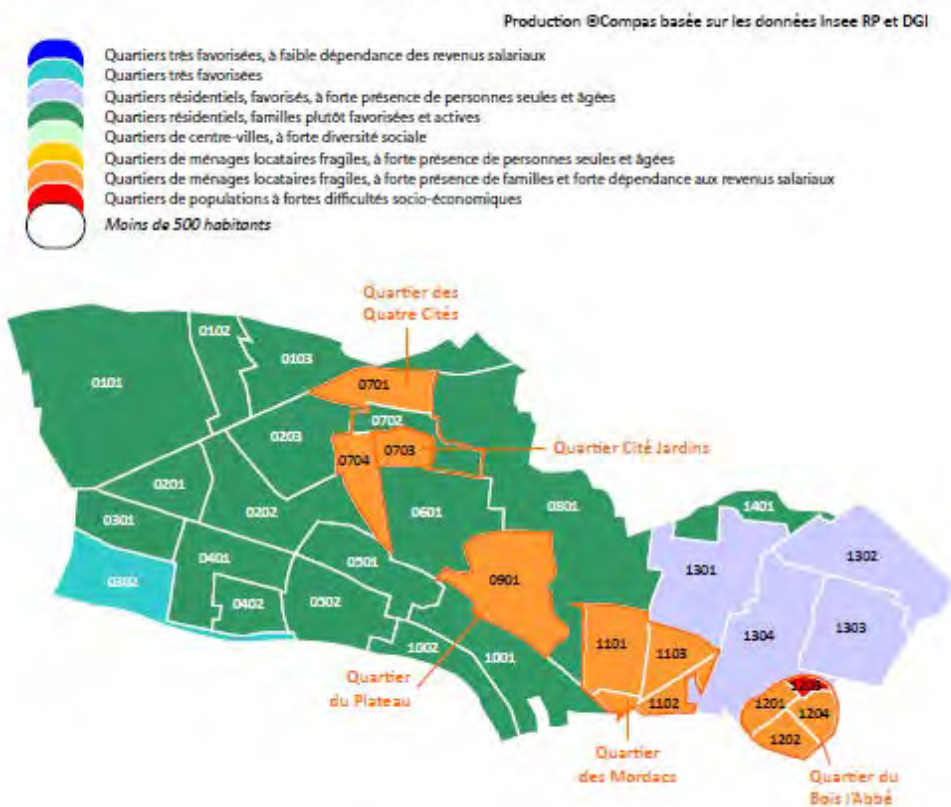 Production ©Compas basée sur les données Insee RP et DGI
Quartiers très favorisées, à faible dépendance des revenus salariaux
Quartiers très favorisées
Quartiers résidentiels, favorisés, à forte présence de personnes seules et âgées
Quartiers résidentiels, familles plutôt favorisées et actives
Quartiers de centre-villes, à forte diversité sociale
Quartiers de ménages locataires fragiles, à forte présence de personnes seules et âgées
Quartiers de ménages locataires fragiles, à forte présence de familles et forte dépendance aux revenus salariaux
Quartiers de populations à fortes difficultés socio-économiques
Moins de 500 habitants
Quartier des
Quatre Cités
0102
0103
0101
0701
0702
0203
0703
Quartier Cité Jardins
0704
0201
0202
0601
0801
1401
0301
0401
0501
1302
0302
0901
1301
0402
0502
1303
1304
1101
1103
1002
1001
Quartier
du Plateau
1102
1203
1201
1204
1202
Quartier
des Mordacs
Quartier du
Bois l'Abbé